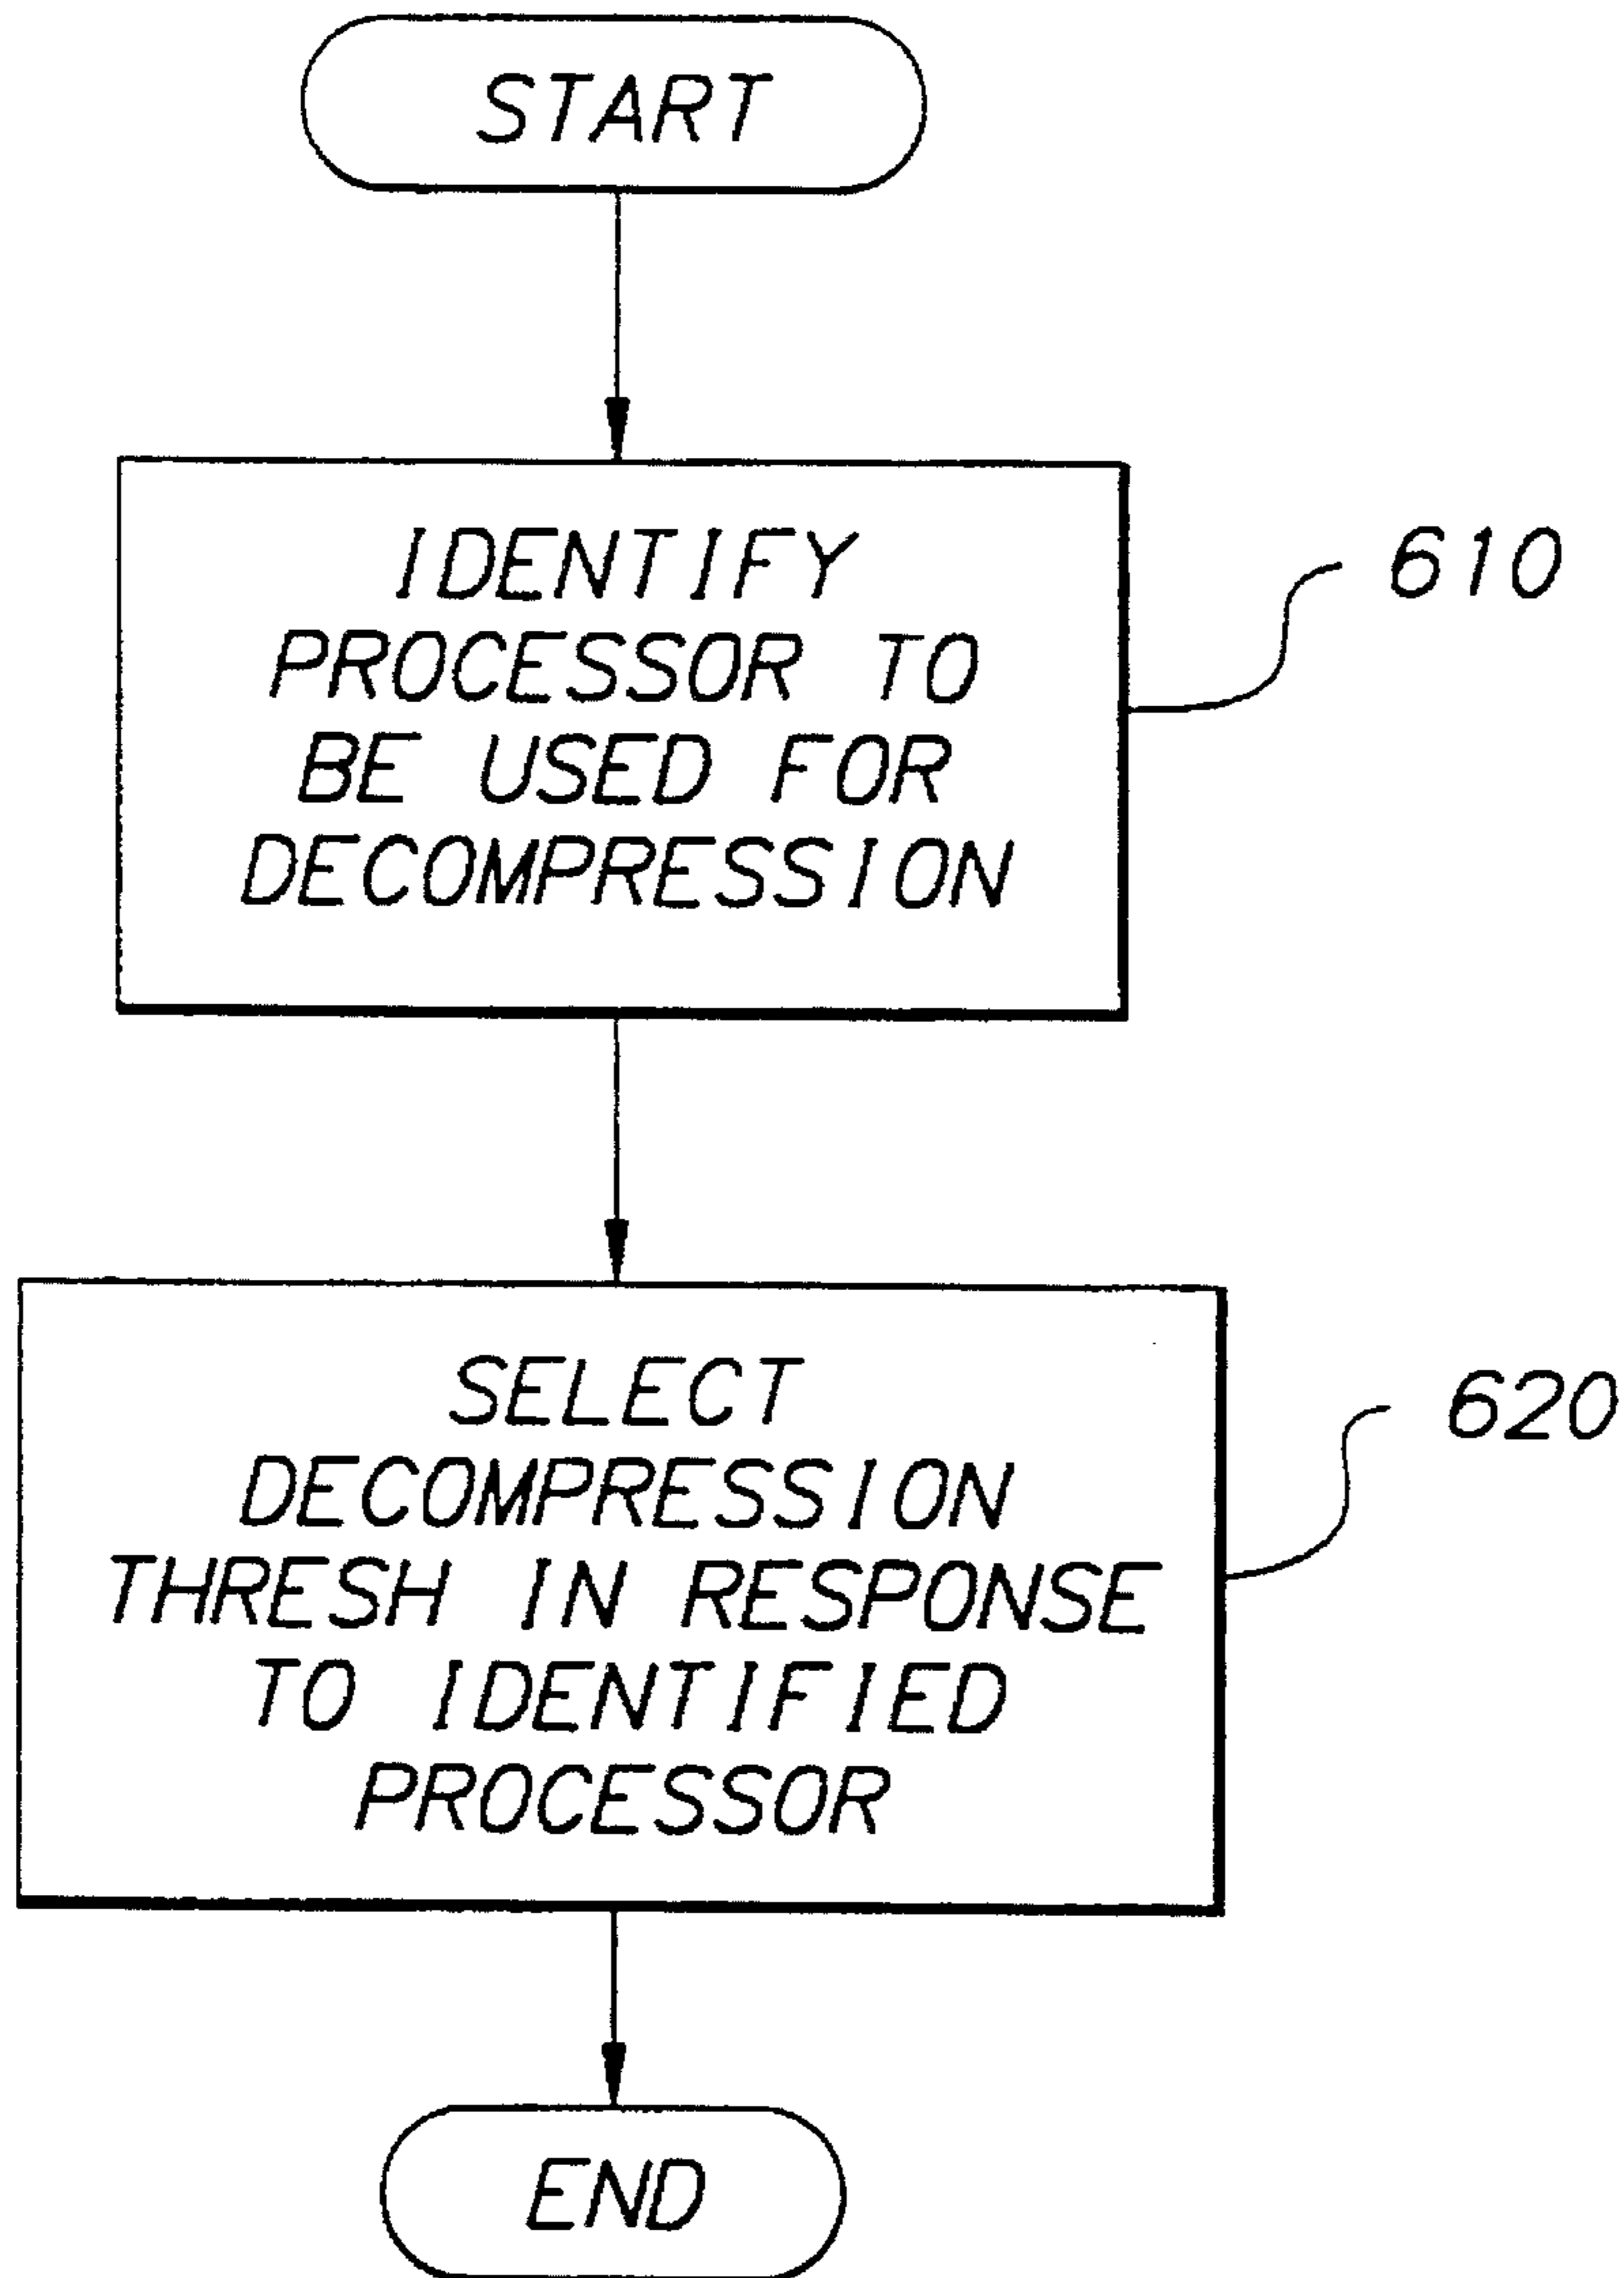 START
IDENTIFY
PROCESSOR TO
BE USED FOR
DECOMPRESSION
610
SELECT
DECOMPRESSION
THRESH IN RESPONSE
TO IDENTIFIED
PROCESSOR
620
END